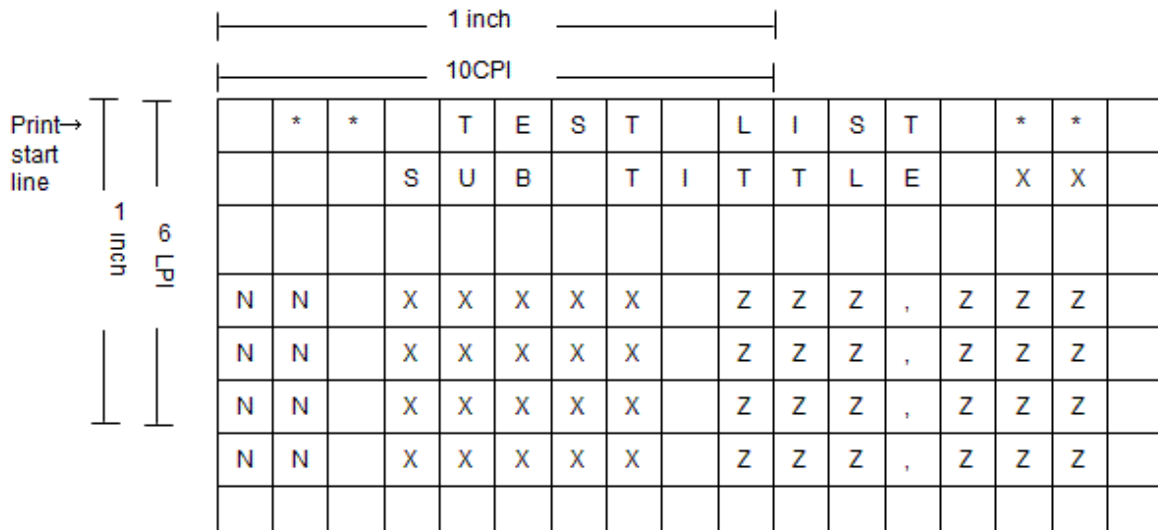 1 inch
10CPI
Print→
start
line
1 inch
6 LPI
* * T E S T L I S T * *
S U B T I T T L E X X
N N X X X X X Z Z Z , Z Z Z
N N X X X X X Z Z Z , Z Z Z
N N X X X X X Z Z Z , Z Z Z
N N X X X X X Z Z Z , Z Z Z